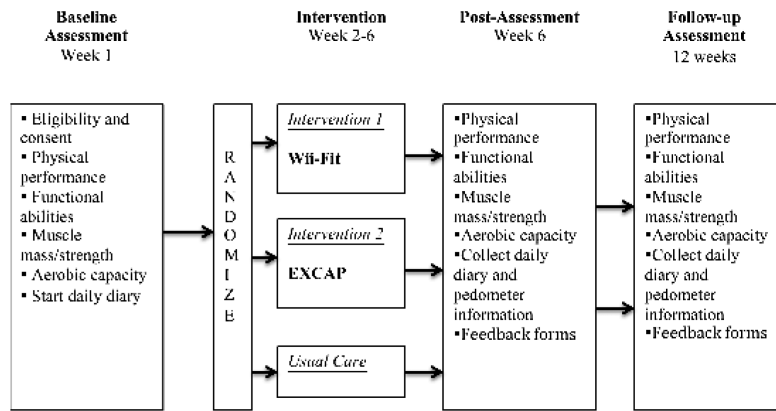 Baseline
Assessment
Week 1
Intervention
Week 2-6
Post-Assessment
Week 6
Follow-up
Assessment
12 weeks
▪ Eligibility and
consent
▪ Physical
performance
▪ Functional
abilities
▪ Muscle
mass/strength
▪ Aerobic capacity
▪ Start daily diary
R
A
N
D
O
M
I
Z
E
Intervention 1
Wii-Fit
Intervention 2
EXCAP
Usual Care
▪Physical
performance
▪Functional
abilities
▪Muscle
mass/strength
▪Aerobic capacity
▪Collect daily
diary and
pedometer
information
▪Feedback forms
▪Physical
performance
▪Functional
abilities
▪Muscle
mass/strength
▪Aerobic capacity
▪Collect daily
diary and
pedometer
information
▪Feedback forms